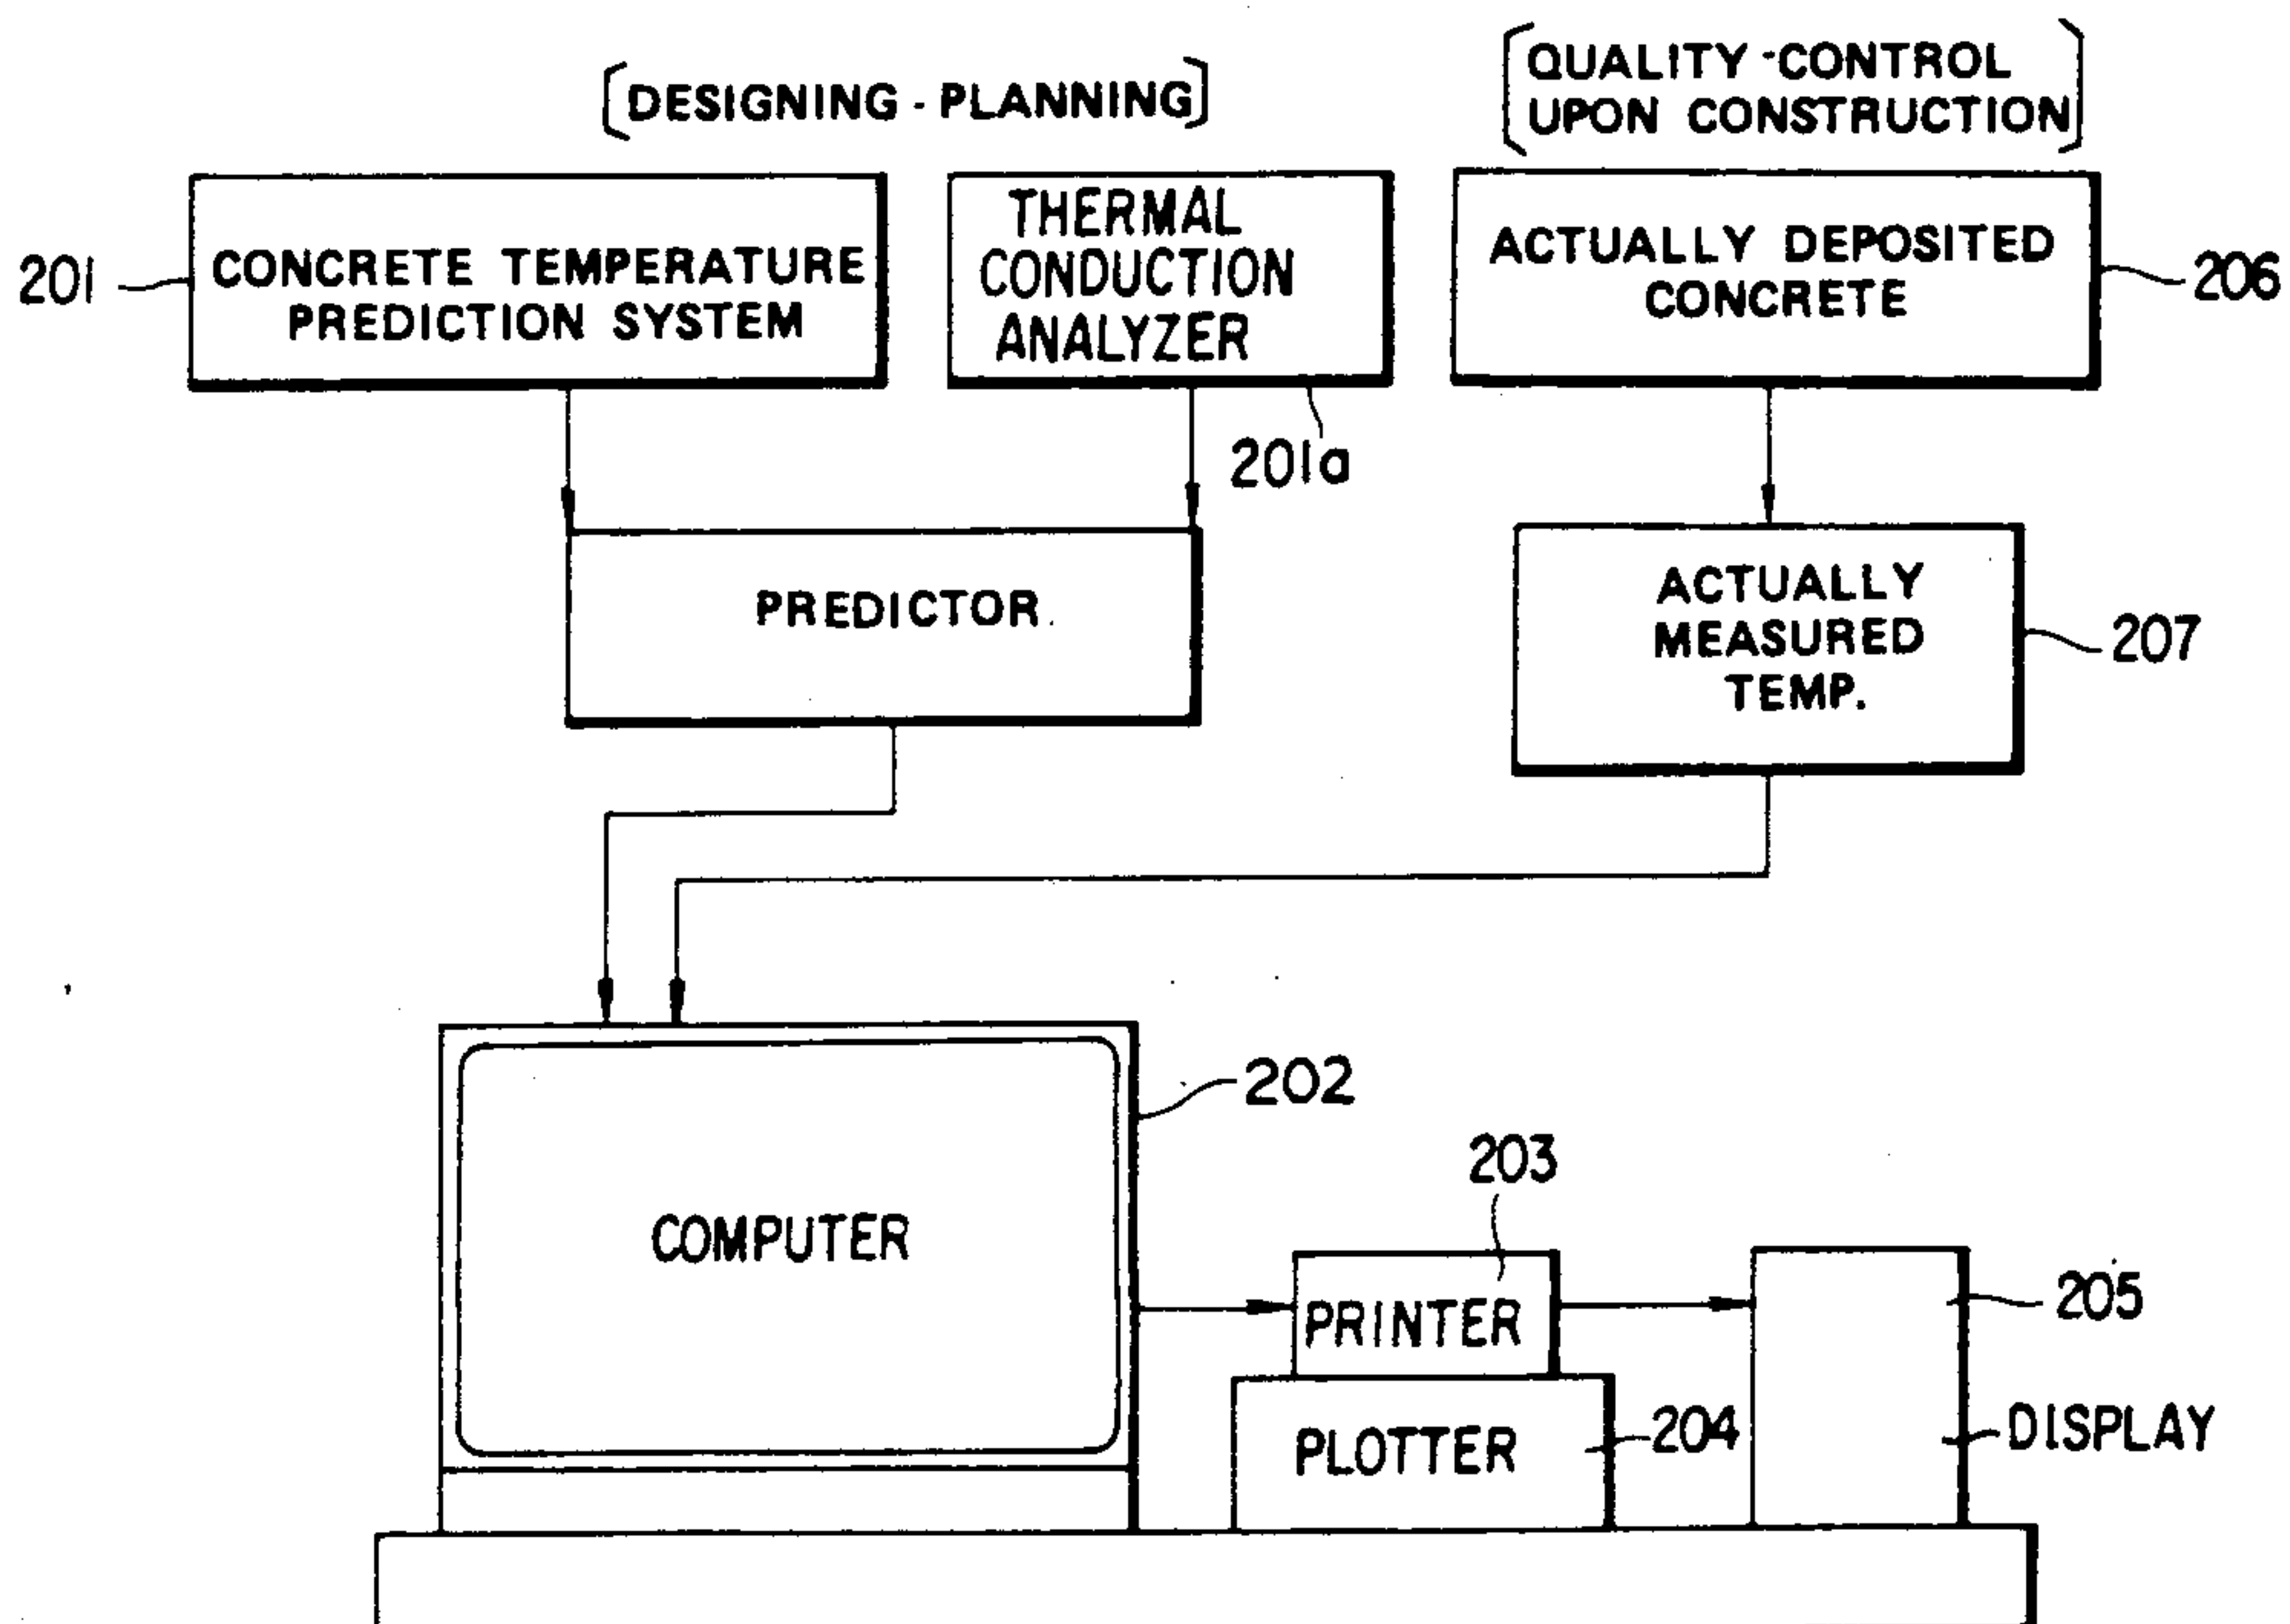 [DESIGNING - PLANNING]
[QUALITY-CONTROL
UPON CONSTRUCTION]
201
CONCRETE TEMPERATURE
PREDICTION SYSTEM
THERMAL
CONDUCTION
ANALYZER
201a
ACTUALLY DEPOSITED
CONCRETE
206
PREDICTOR
ACTUALLY
MEASURED
TEMP.
207
COMPUTER
202
203
PRINTER
PLOTTER
204
205
DISPLAY